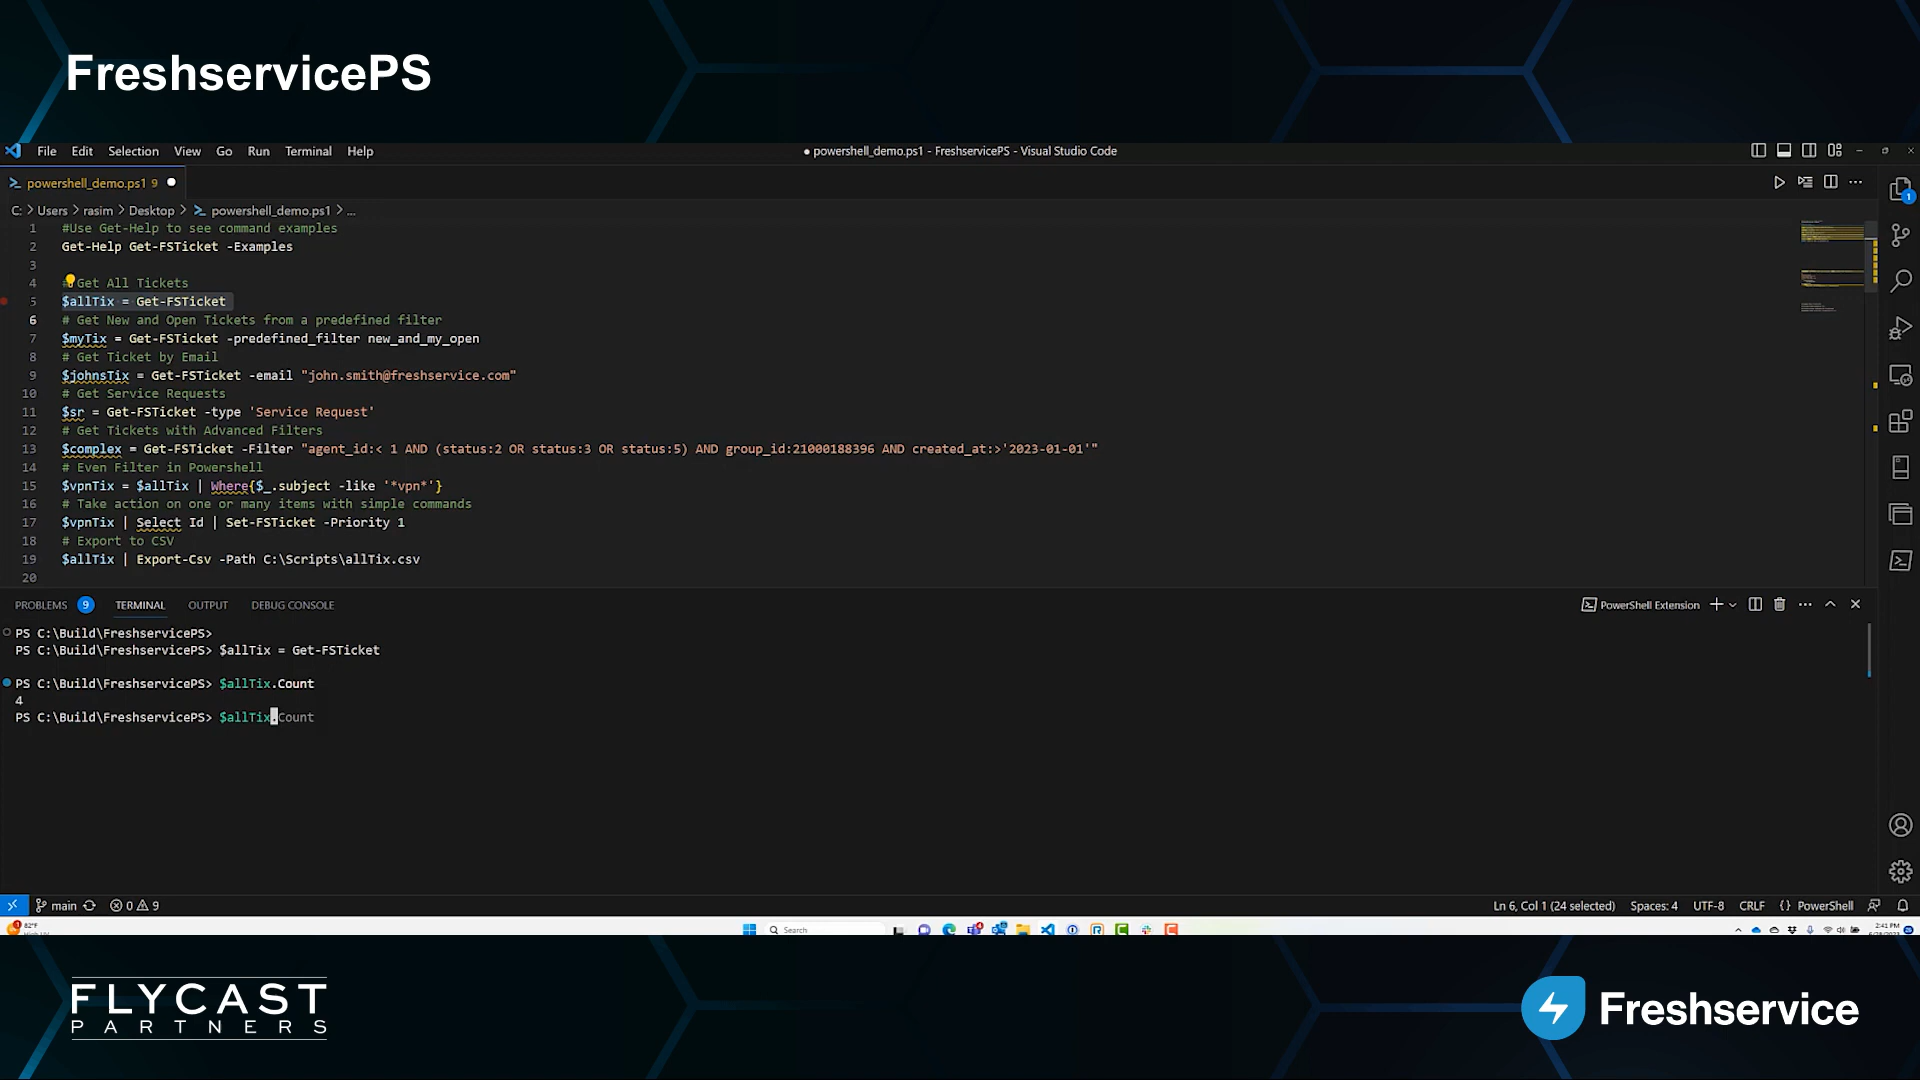 FreshservicePS
File Edit Selection View Go Run Terminal Help
● powershell_demo.ps1 - FreshservicePS - Visual Studio Code
powershell_demo.ps1 9 ●
C: > Users > rasim > Desktop > powershell_demo.ps1 > ...
1 #Use Get-Help to see command examples
2 Get-Help Get-FSTicket -Examples
3
4 # Get All Tickets
5 $allTix = Get-FSTicket
6 # Get New and Open Tickets from a predefined filter
7 $myTix = Get-FSTicket -predefined_filter new_and_my_open
8 # Get Ticket by Email
9 $johnsTix = Get-FSTicket -email "john.smith@freshservice.com"
10 # Get Service Requests
11 $sr = Get-FSTicket -type 'Service Request'
12 # Get Tickets with Advanced Filters
13 $complex = Get-FSTicket -Filter "agent_id:< 1 AND (status:2 OR status:3 OR status:5) AND group_id:21000188396 AND created_at:>'2023-01-01'"
14 # Even Filter in Powershell
15 $vpnTix = $allTix | Where{$_.subject -like '*vpn*'}
16 # Take action on one or many items with simple commands
17 $vpnTix | Select Id | Set-FSTicket -Priority 1
18 # Export to CSV
19 $allTix | Export-Csv -Path C:\Scripts\allTix.csv
20
1
PROBLEMS 9 TERMINAL OUTPUT DEBUG CONSOLE
PowerShell Extension
PS C:\Build\FreshservicePS>
PS C:\Build\FreshservicePS> $allTix = Get-FSTicket
PS C:\Build\FreshservicePS> $allTix.Count
4
PS C:\Build\FreshservicePS> $allTix.Count
main 0 9
Ln 6, Col 1 (24 selected) Spaces: 4 UTF-8 CRLF {} PowerShell
82°F
Search
2:41 PM
FLYCAST
PARTNERS
Freshservice